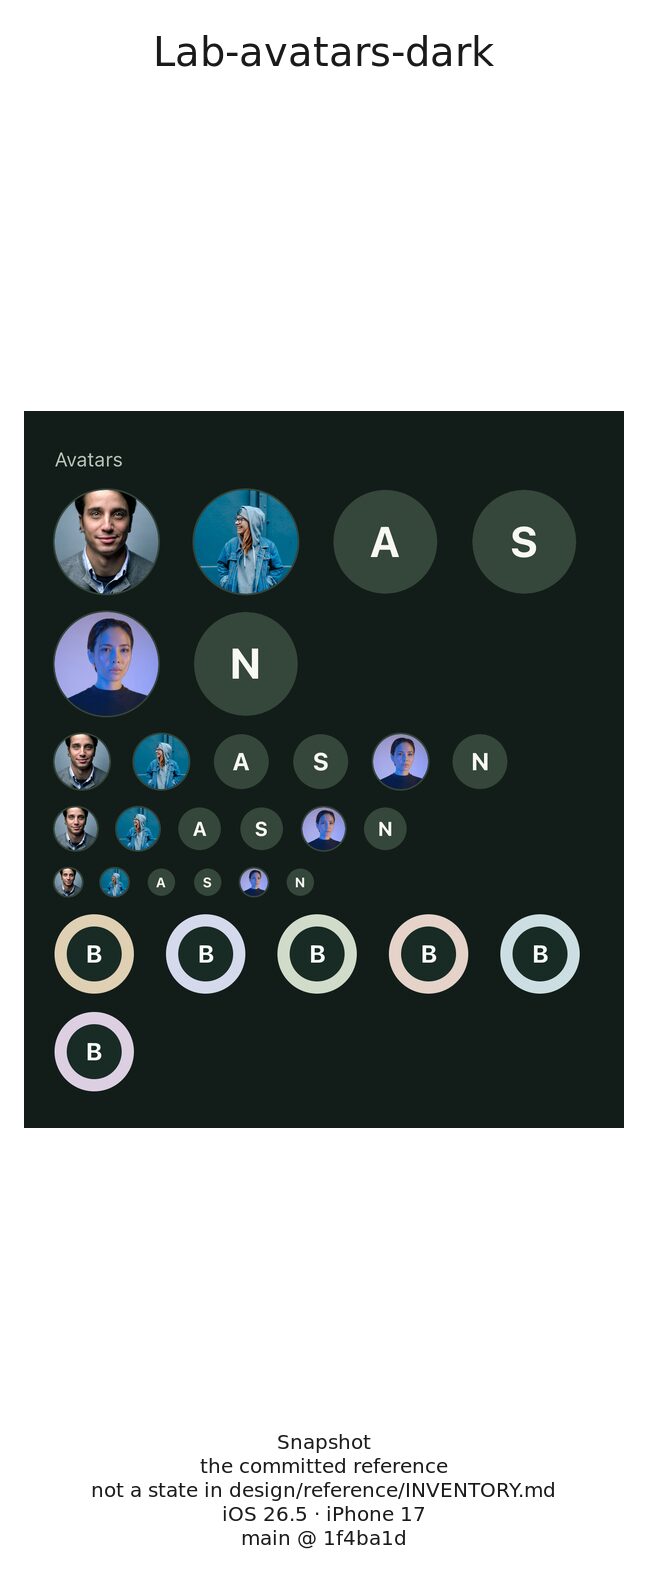 Lab-avatars-dark
Avatars
A S
N
A S N
A S N
A S N
B B B B B
B
Snapshot
the committed reference
not a state in design/reference/INVENTORY.md
iOS 26.5 · iPhone 17
main @ 1f4ba1d